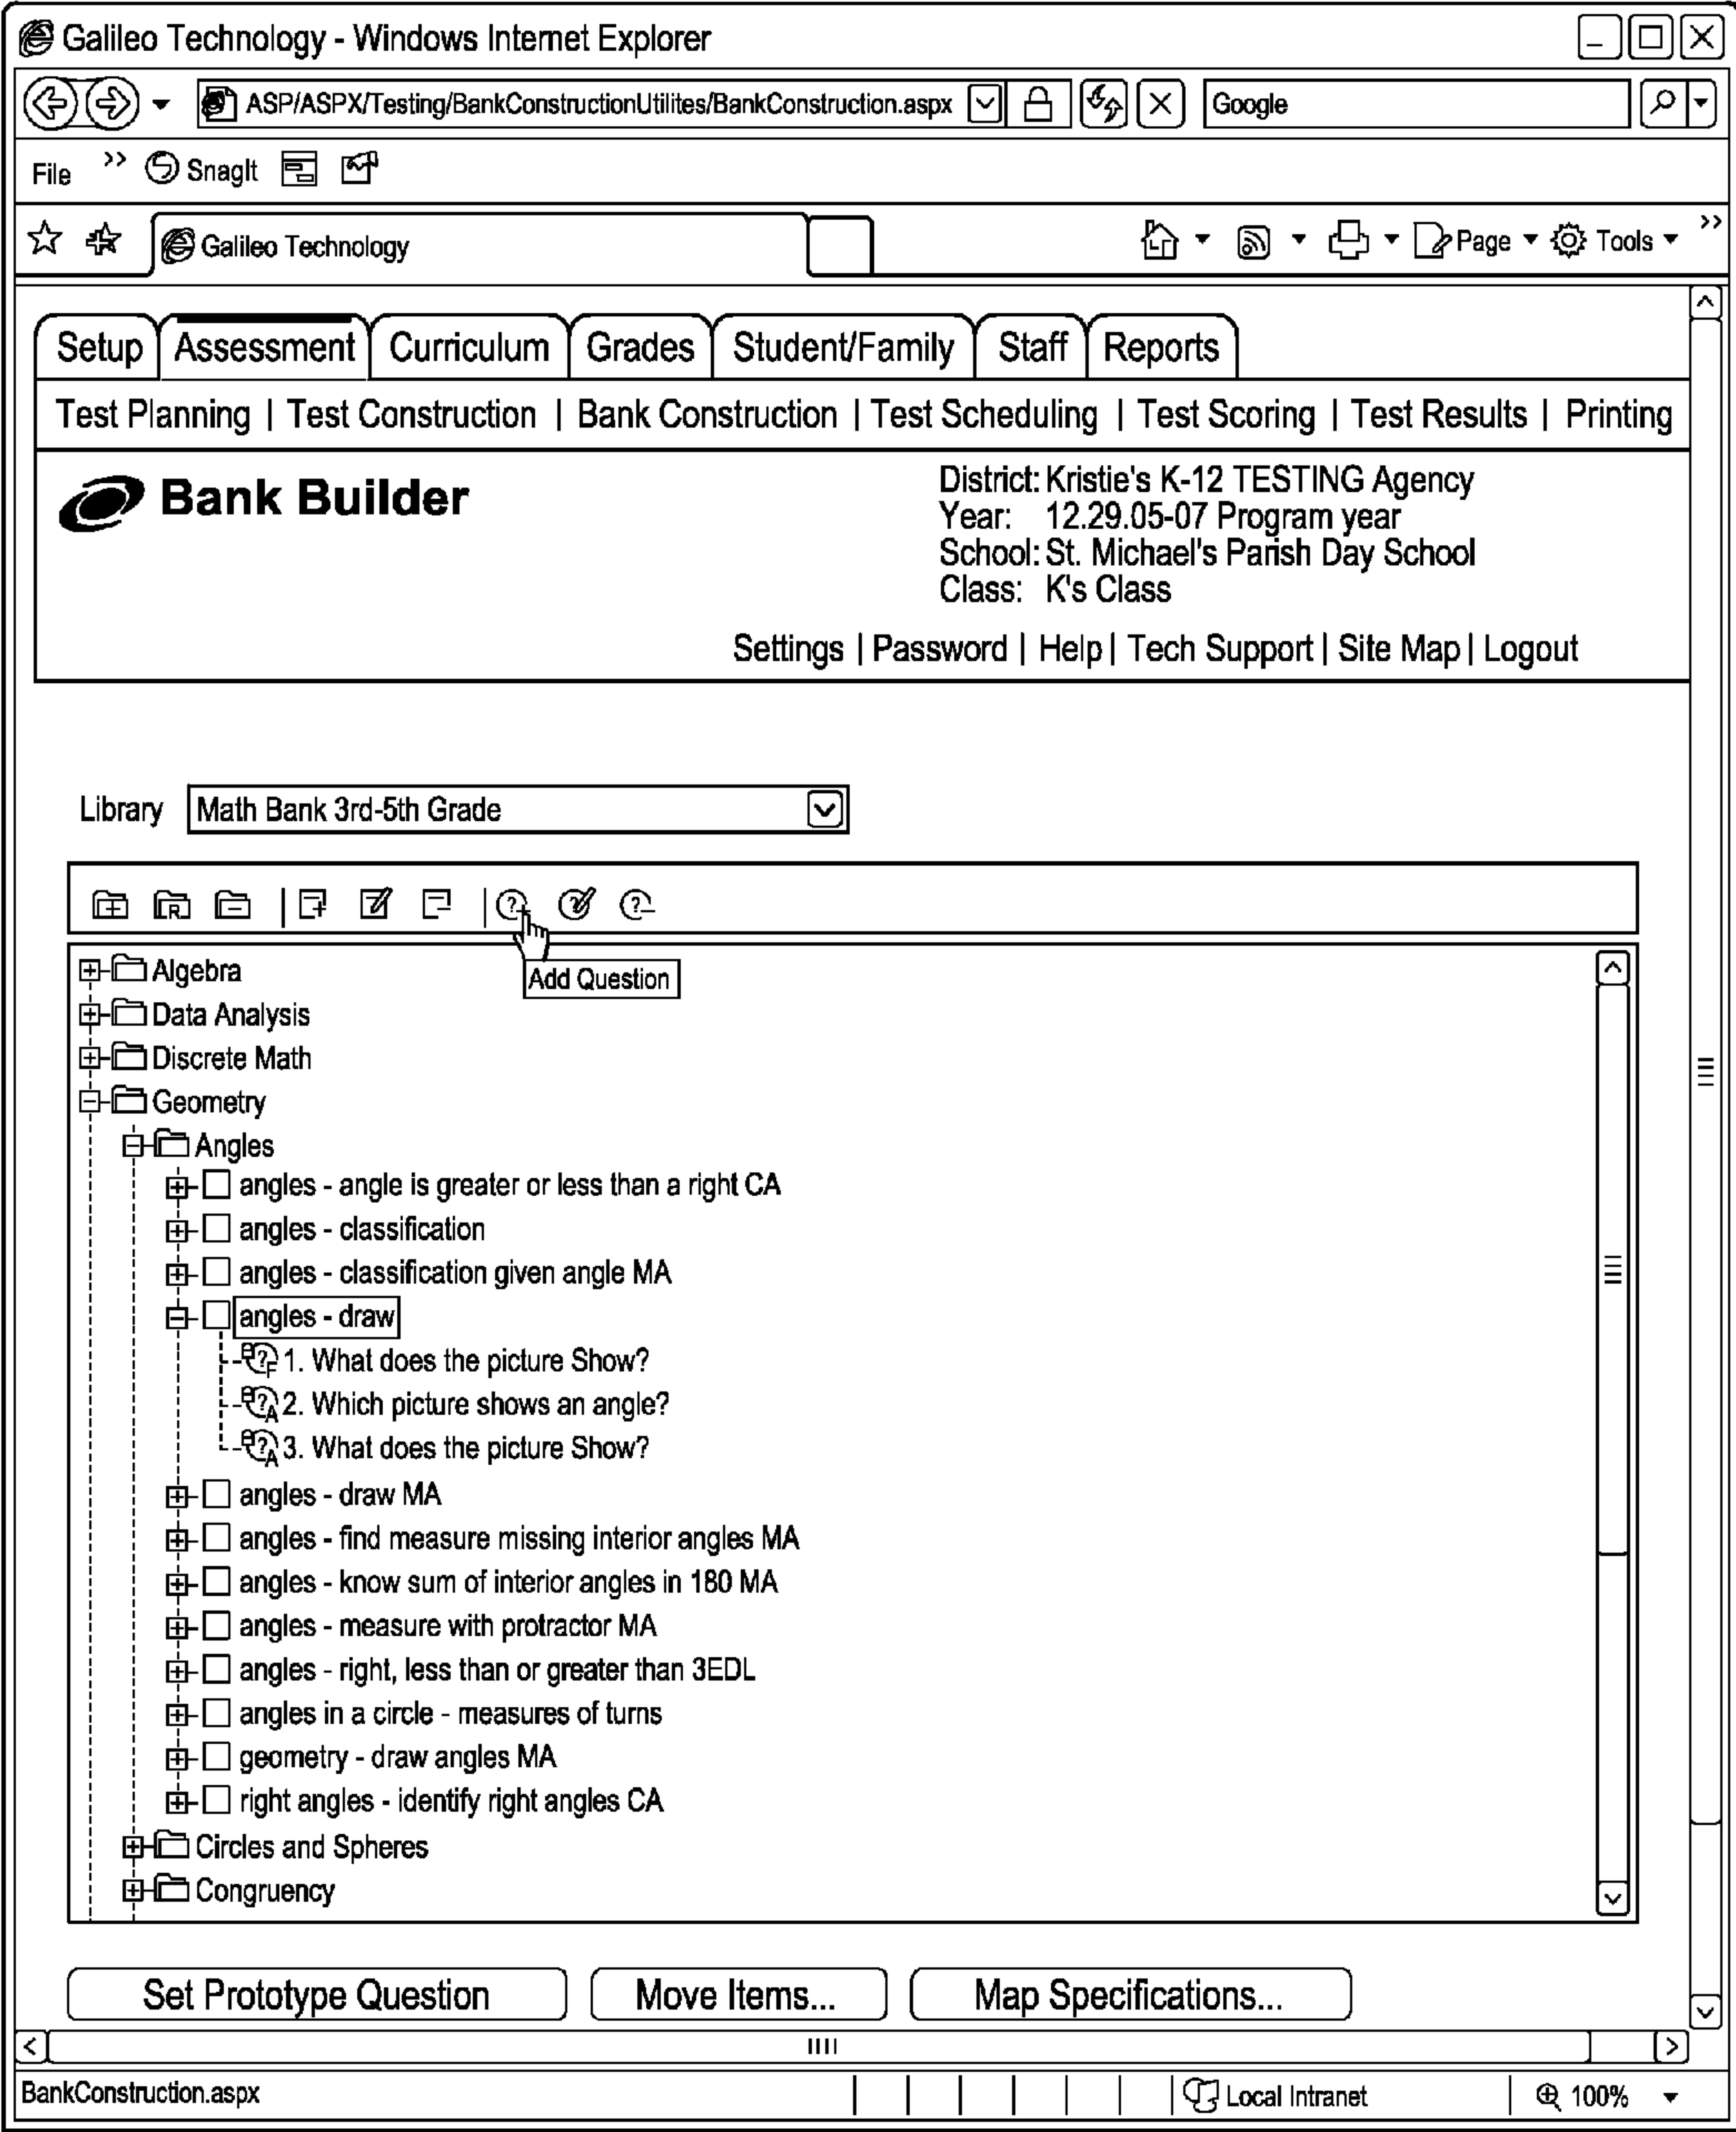 Galileo Technology - Windows Internet Explorer
ASP/ASPX/Testing/BankConstructionUtilites/BankConstruction.aspx Google
File >> SnagIt
Galileo Technology Page Tools >>
Setup Assessment Curriculum Grades Student/Family Staff Reports
Test Planning | Test Construction | Bank Construction | Test Scheduling | Test Scoring | Test Results | Printing
Bank Builder
District: Kristie's K-12 TESTING Agency
Year: 12.29.05-07 Program year
School: St. Michael's Parish Day School
Class: K's Class
Settings | Password | Help | Tech Support | Site Map | Logout
Library Math Bank 3rd-5th Grade
Add Question
Algebra
Data Analysis
Discrete Math
Geometry
Angles
angles - angle is greater or less than a right CA
angles - classification
angles - classification given angle MA
angles - draw
1. What does the picture Show?
2. Which picture shows an angle?
3. What does the picture Show?
angles - draw MA
angles - find measure missing interior angles MA
angles - know sum of interior angles in 180 MA
angles - measure with protractor MA
angles - right, less than or greater than 3EDL
angles in a circle - measures of turns
geometry - draw angles MA
right angles - identify right angles CA
Circles and Spheres
Congruency
Set Prototype Question Move Items... Map Specifications...
BankConstruction.aspx Local Intranet 100%